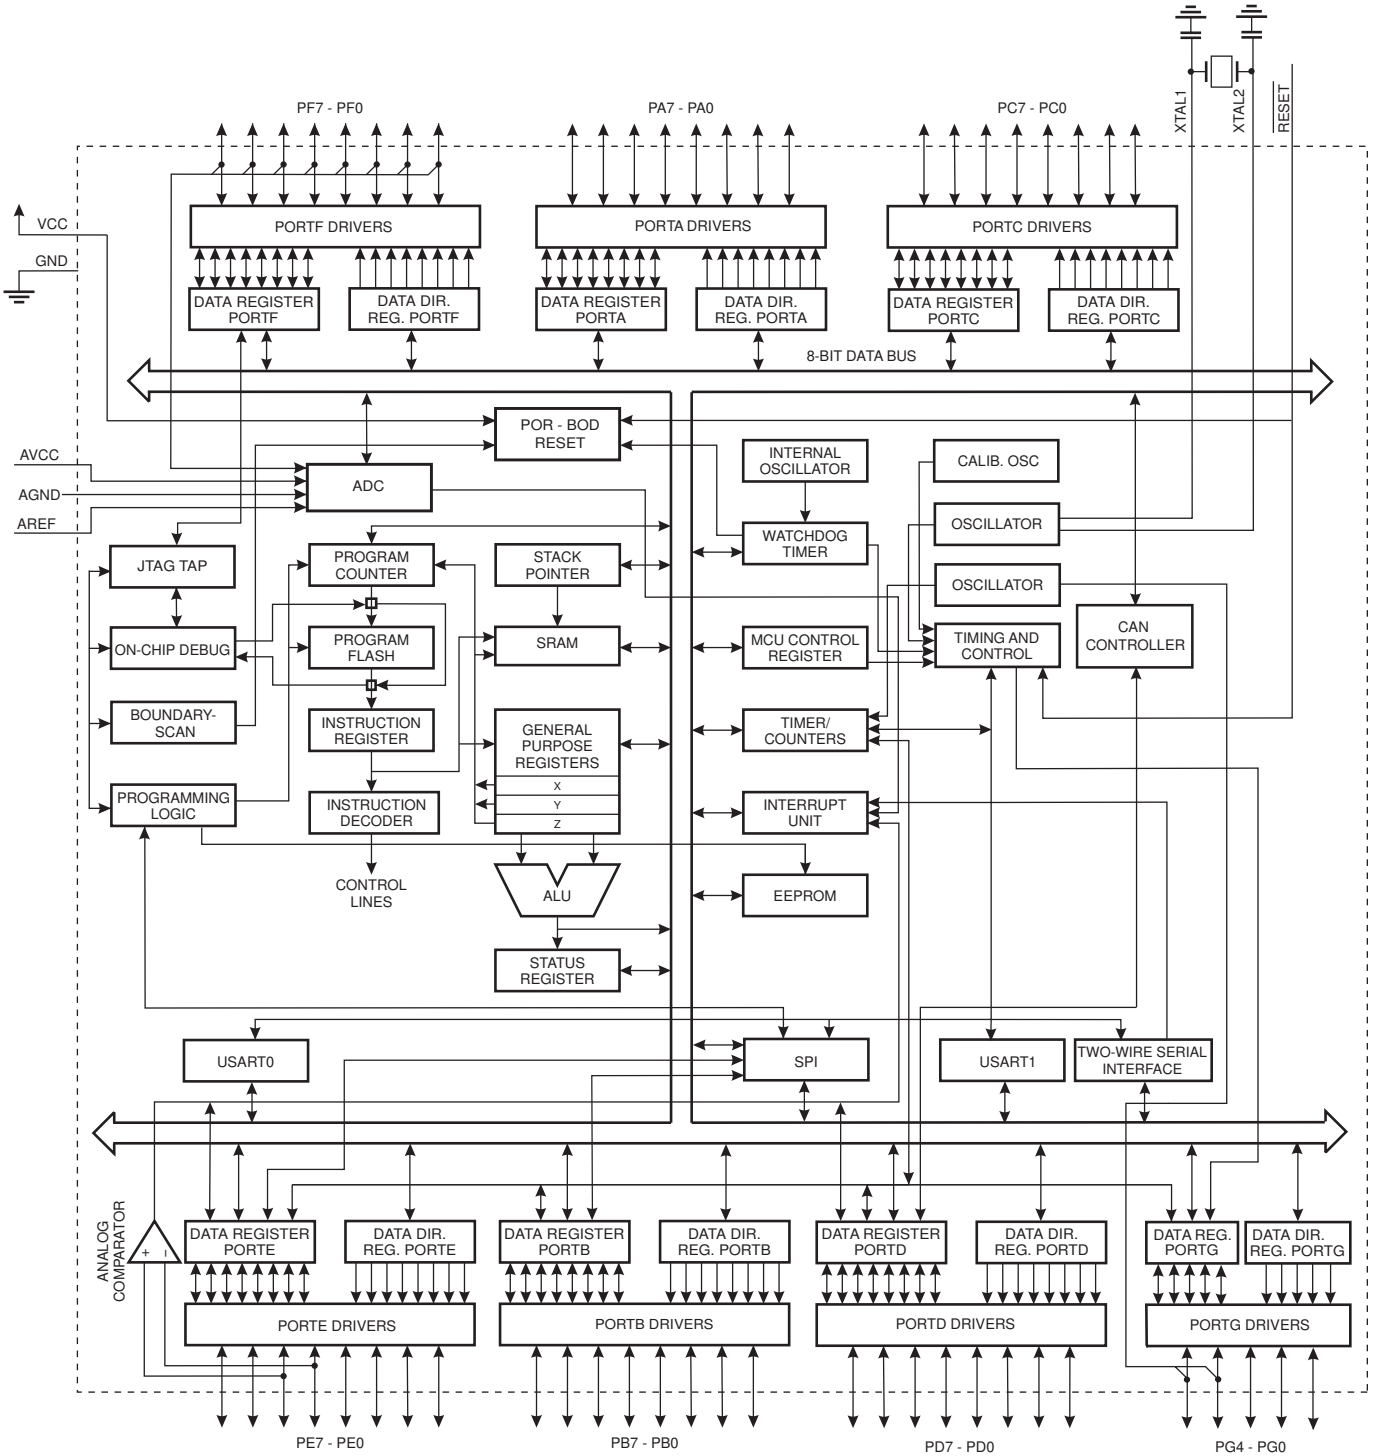 XTAL1
XTAL2
RESET
PF7 - PF0
PA7 - PA0
PC7 - PC0
VCC
GND
PORTF DRIVERS
PORTA DRIVERS
PORTC DRIVERS
DATA REGISTER
PORTF
DATA DIR.
REG. PORTF
DATA REGISTER
PORTA
DATA DIR.
REG. PORTA
DATA REGISTER
PORTC
DATA DIR.
REG. PORTC
8-BIT DATA BUS
POR - BOD
RESET
INTERNAL
OSCILLATOR
CALIB. OSC
AVCC
AGND
AREF
ADC
OSCILLATOR
WATCHDOG
TIMER
JTAG TAP
PROGRAM
COUNTER
STACK
POINTER
OSCILLATOR
ON-CHIP DEBUG
PROGRAM
FLASH
SRAM
MCU CONTROL
REGISTER
TIMING AND
CONTROL
CAN
CONTROLLER
BOUNDARY-
SCAN
INSTRUCTION
REGISTER
GENERAL
PURPOSE
REGISTERS
X
Y
Z
TIMER/
COUNTERS
PROGRAMMING
LOGIC
INSTRUCTION
DECODER
INTERRUPT
UNIT
CONTROL
LINES
ALU
EEPROM
STATUS
REGISTER
USART0
SPI
USART1
TWO-WIRE SERIAL
INTERFACE
ANALOG
COMPARATOR
+
–
DATA REGISTER
PORTE
DATA DIR.
REG. PORTE
DATA REGISTER
PORTB
DATA DIR.
REG. PORTB
DATA REGISTER
PORTD
DATA DIR.
REG. PORTD
DATA REG.
PORTG
DATA DIR.
REG. PORTG
PORTE DRIVERS
PORTB DRIVERS
PORTD DRIVERS
PORTG DRIVERS
PE7 - PE0
PB7 - PB0
PD7 - PD0
PG4 - PG0